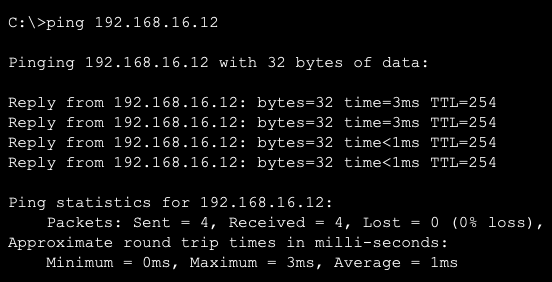 C:\>ping 192.168.16.12
Pinging 192.168.16.12 with 32 bytes of data:
Reply from 192.168.16.12: bytes=32 time=3ms TTL=254
Reply from 192.168.16.12: bytes=32 time=3ms TTL=254
Reply from 192.168.16.12: bytes=32 time<1ms TTL=254
Reply from 192.168.16.12: bytes=32 time<1ms TTL=254
Ping statistics for 192.168.16.12:
    Packets: Sent = 4, Received = 4, Lost = 0 (0% loss),
Approximate round trip times in milli-seconds:
    Minimum = 0ms, Maximum = 3ms, Average = 1ms